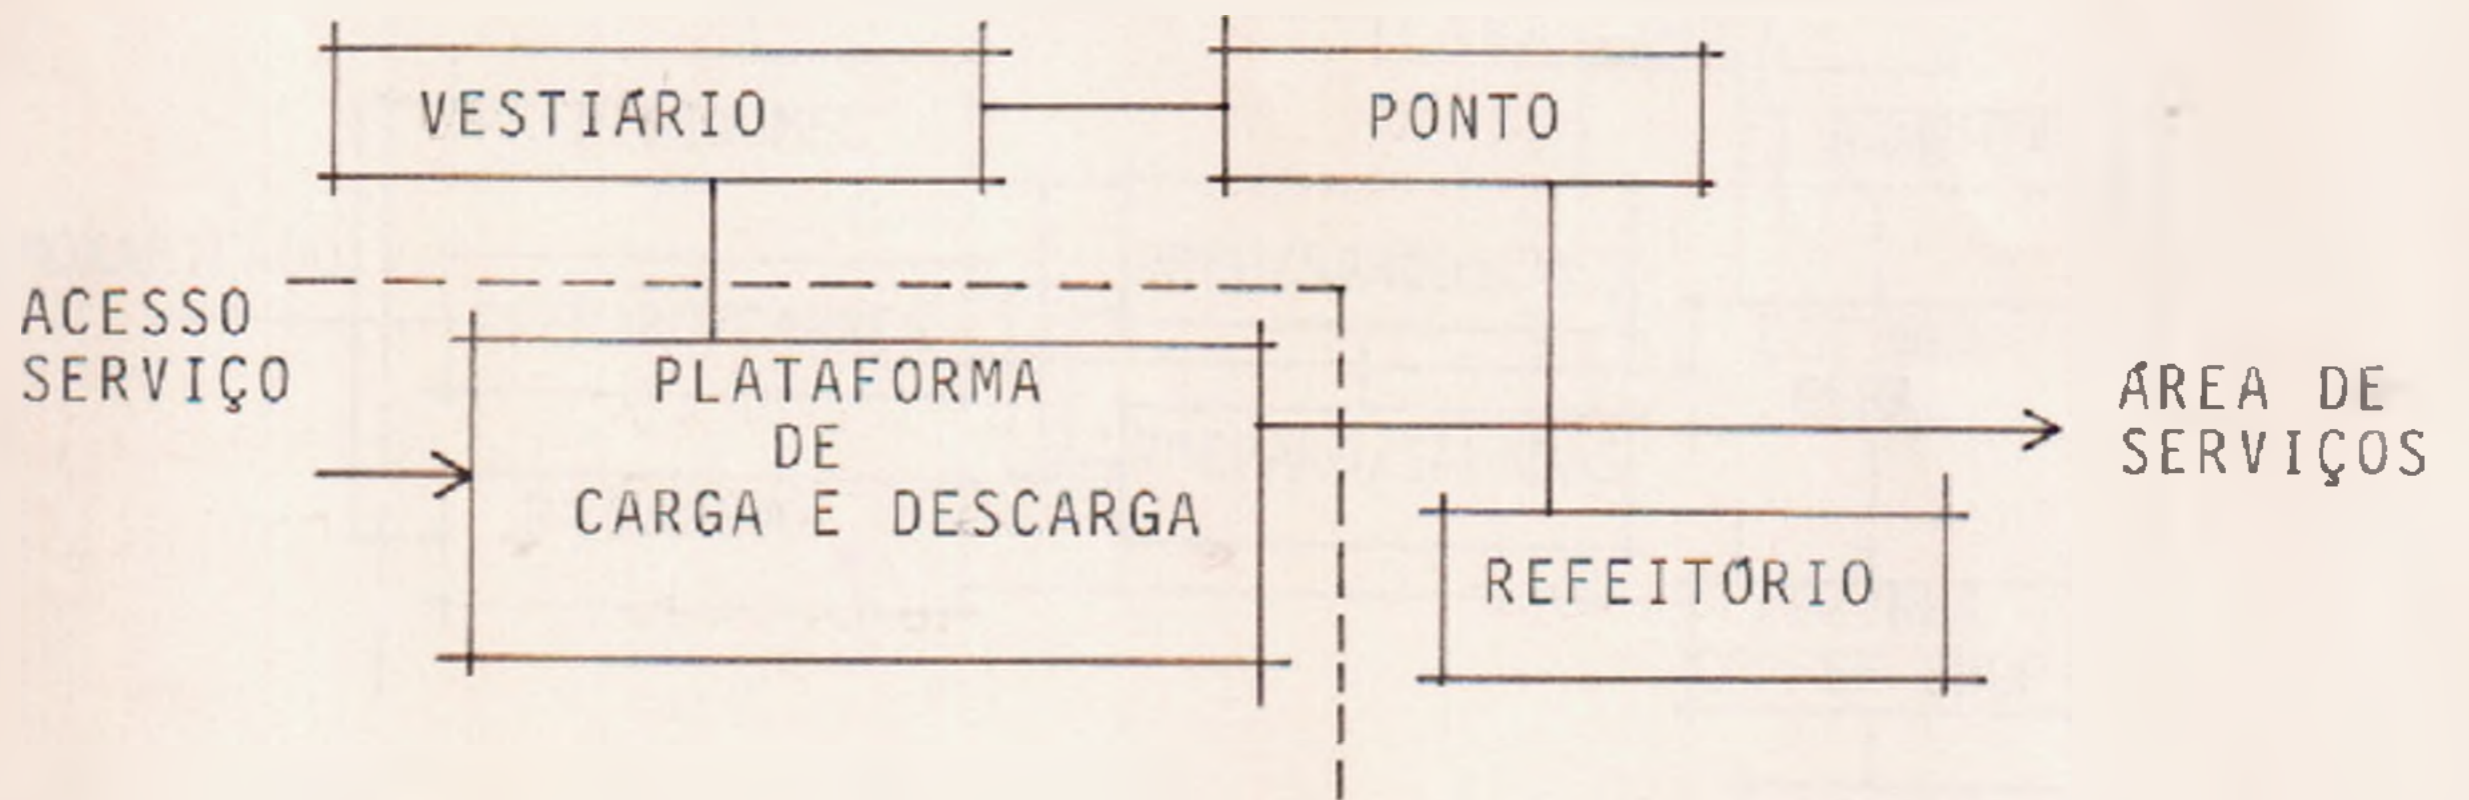 VESTIÁRIO
PONTO
ACESSO
SERVIÇO
PLATAFORMA
DE
CARGA E DESCARGA
ÁREA DE
SERVIÇOS
REFEITÓRIO